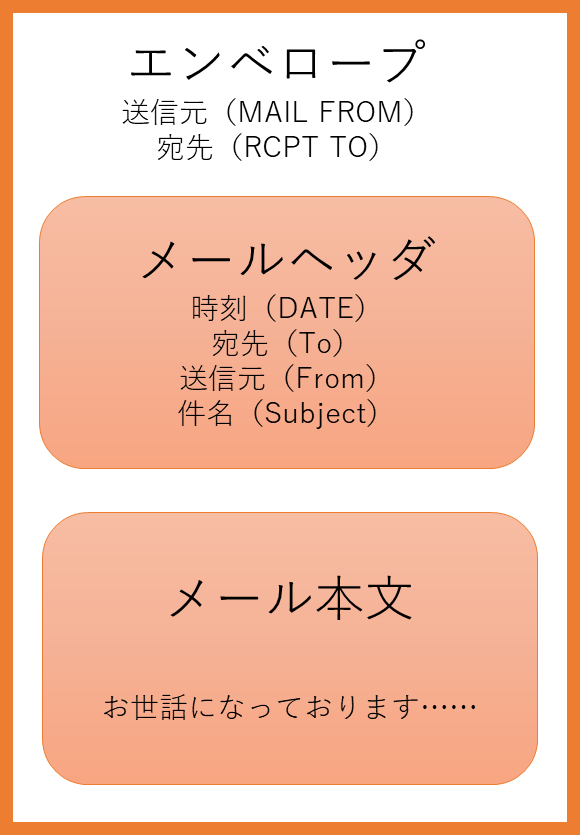 エンベロープ
送信元（MAIL FROM）
宛先（RCPT TO）
メールヘッダ
時刻（DATE）
宛先（To）
送信元（From）
件名（Subject）
メール本文
お世話になっております……